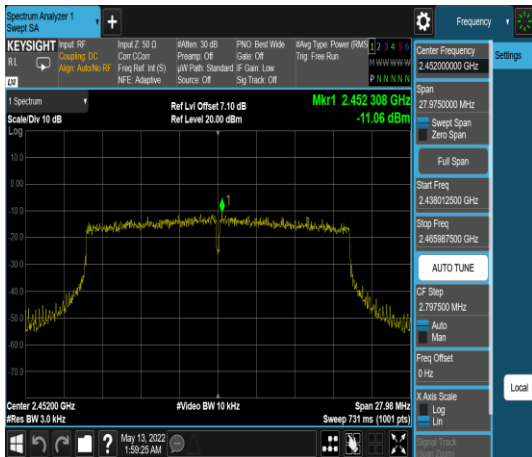 Spectrum Analyzer 1
Swept SA
Frequency
KEYSIGHT
RL
Input: RF
Coupling: DC
Align: Auto/No RF
Input Z: 50 Ω
Corr CCorr
Freq Ref: Int (S)
NFE: Adaptive
#Atten: 30 dB
Preamp: Off
µW Path: Standard
Source: Off
PNO: Best Wide
Gate: Off
IF Gain: Low
Sig Track: Off
#Avg Type: Power (RMS
Trig: Free Run
1 2 3 4 5 6
M W W W W W
P N N N N N
LXI
1 Spectrum
Scale/Div 10 dB
Ref Lvl Offset 7.10 dB
Ref Level 20.00 dBm
Mkr1 2.452 308 GHz
-11.06 dBm
Log
10.0
0.00
-10.0
-20.0
-30.0
-40.0
-50.0
-60.0
-70.0
1
Center 2.45200 GHz
#Res BW 3.0 kHz
#Video BW 10 kHz
Span 27.98 MHz
Sweep 731 ms (1001 pts)
May 13, 2022
1:59:25 AM
Center Frequency
2.452000000 GHz
Span
27.9750000 MHz
Swept Span
Zero Span
Full Span
Start Freq
2.438012500 GHz
Stop Freq
2.465987500 GHz
AUTO TUNE
CF Step
2.797500 MHz
Auto
Man
Freq Offset
0 Hz
X Axis Scale
Log
Lin
Signal Track
(Span Zoom)
Settings
Local